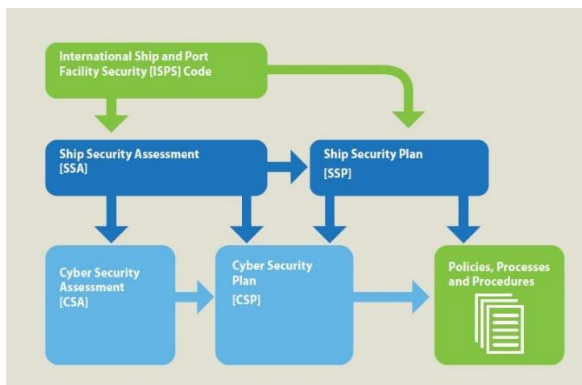 International Ship and Port
Facility Security [ISPS] Code
Ship Security Assessment
[SSA]
Ship Security Plan
[SSP]
Cyber Security
Assessment
[CSA]
Cyber Security
Plan
[CSP]
Policies, Processes
and Procedures